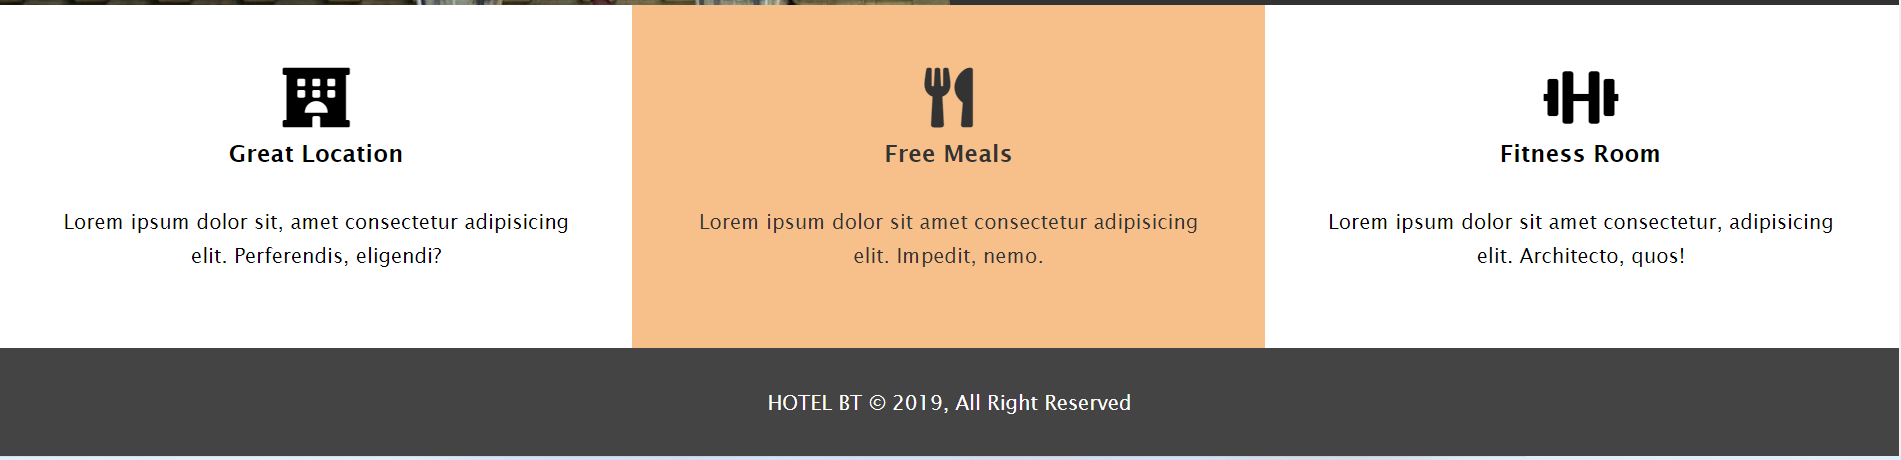 Great Location
Lorem ipsum dolor sit, amet consectetur adipisicing
elit. Perferendis, eligendi?
Free Meals
Lorem ipsum dolor sit amet consectetur adipisicing
elit. Impedit, nemo.
Fitness Room
Lorem ipsum dolor sit amet consectetur, adipisicing
elit. Architecto, quos!
HOTEL BT © 2019, All Right Reserved